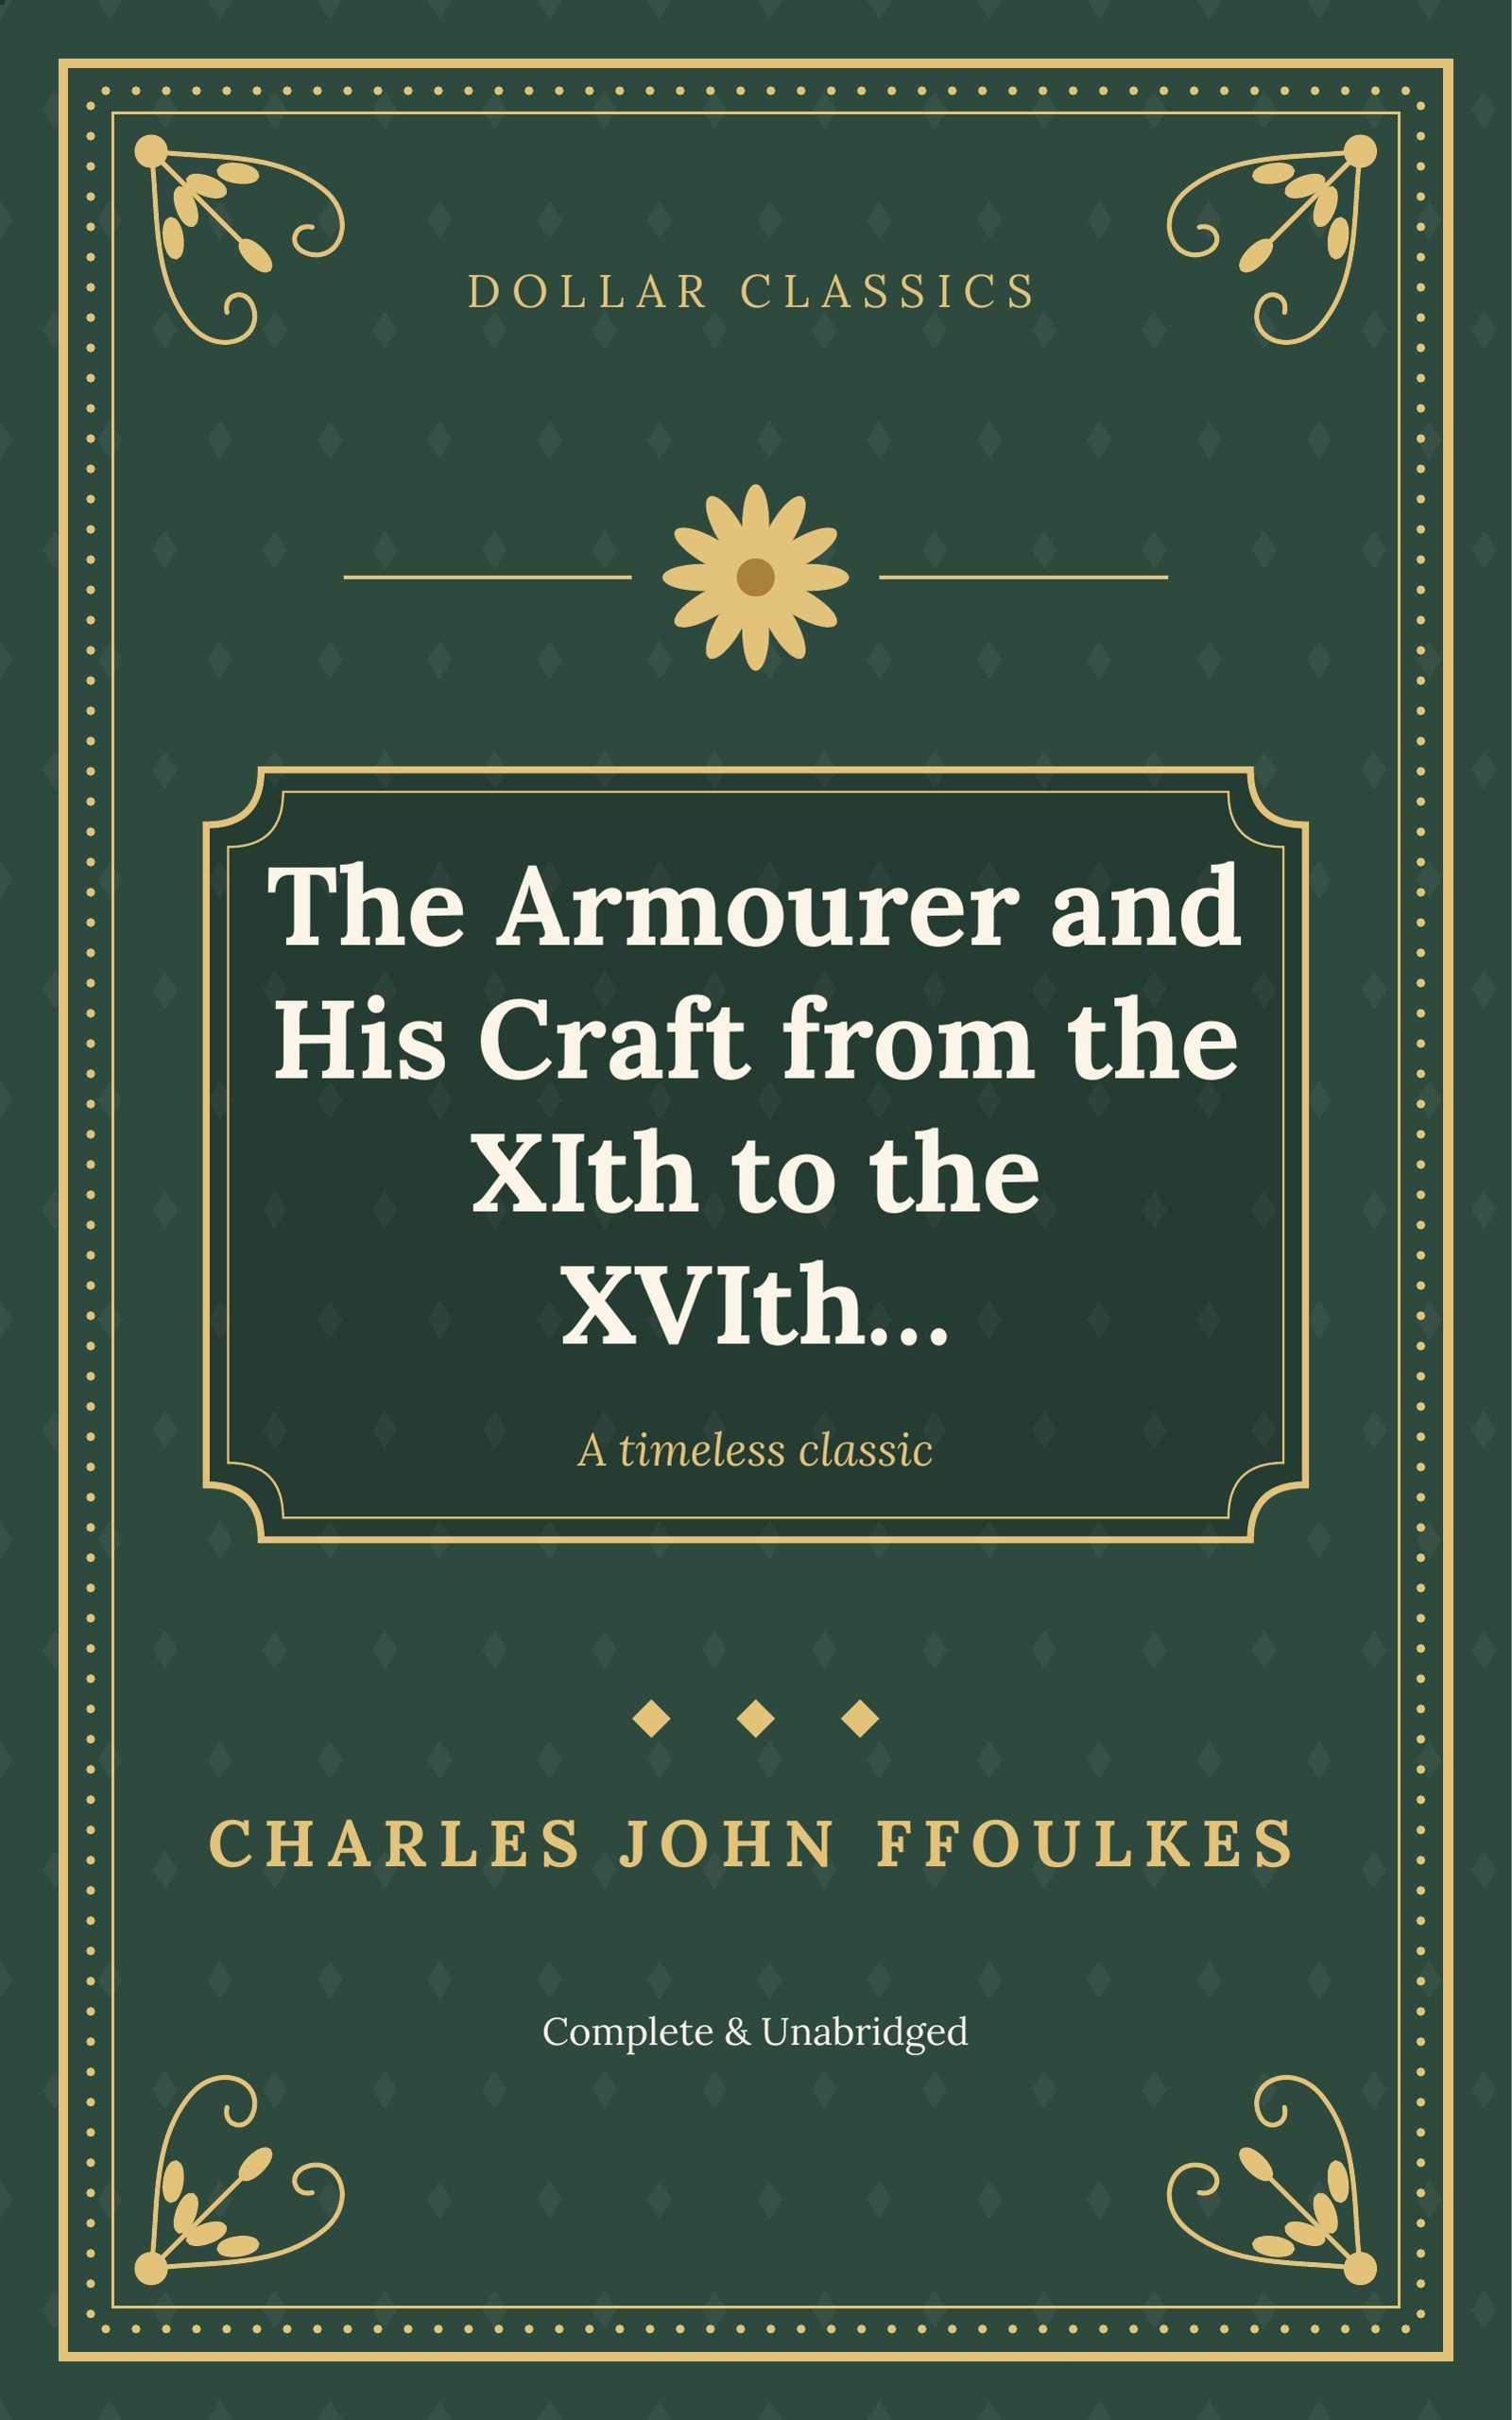 DOLLAR CLASSICS
The Armourer and
His Craft from the
XIth to the
XVIth...
A timeless classic
CHARLES JOHN FFOULKES
Complete & Unabridged